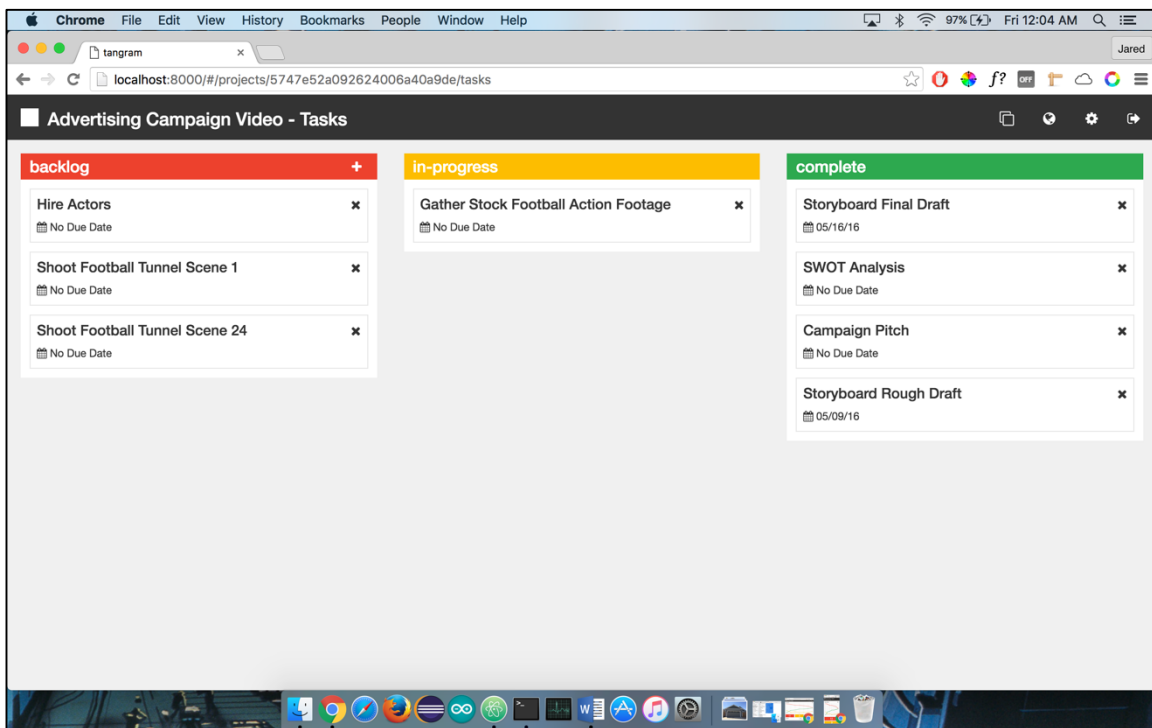 Chrome File Edit View History Bookmarks People Window Help 97% Fri 12:04 AM
tangram Jared
localhost:8000/#/projects/5747e52a092624006a40a9de/tasks f? OFF
Advertising Campaign Video - Tasks
backlog +
Hire Actors
No Due Date
Shoot Football Tunnel Scene 1
No Due Date
Shoot Football Tunnel Scene 24
No Due Date
in-progress
Gather Stock Football Action Footage
No Due Date
complete
Storyboard Final Draft
05/16/16
SWOT Analysis
No Due Date
Campaign Pitch
No Due Date
Storyboard Rough Draft
05/09/16